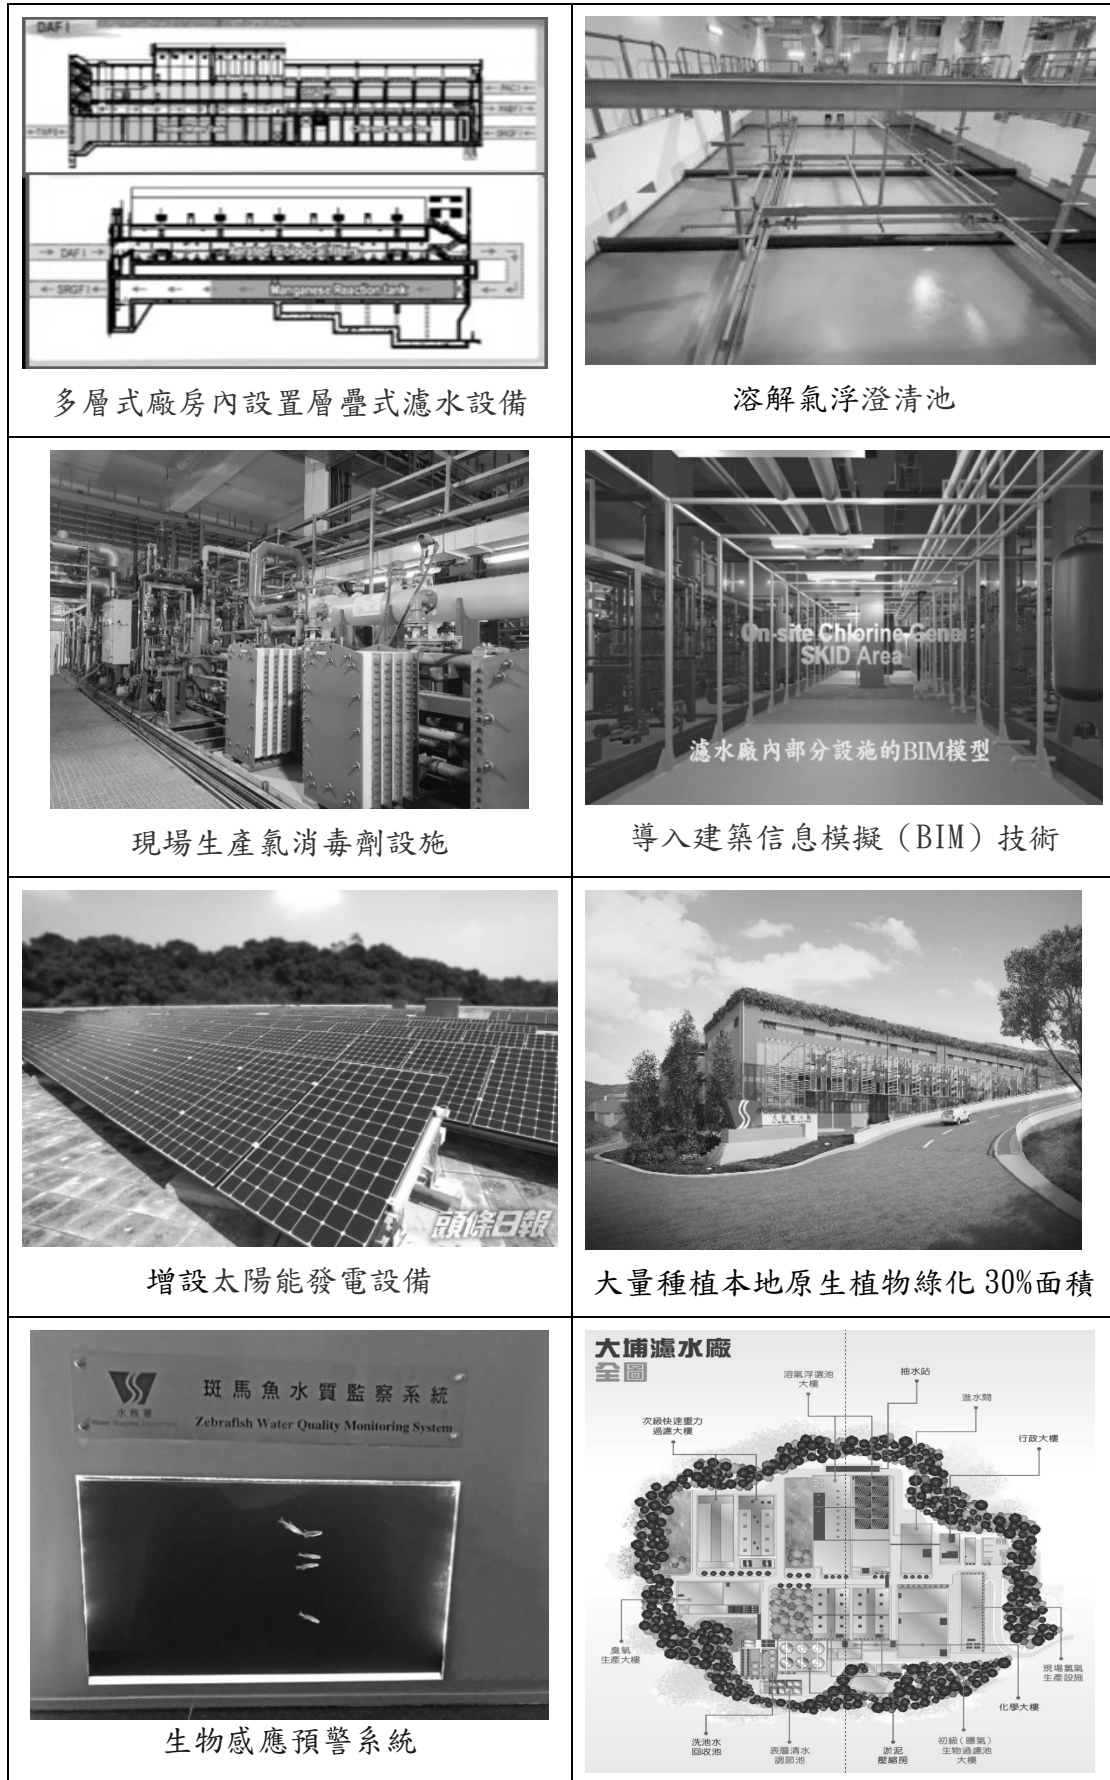 DAF I
PAC I
PABF I
TWPS
SRGF I
DAF I
SRGF I
Manganese Reaction tank
多層式廠房內設置層疊式濾水設備
溶解氣浮澄清池
現場生產氯消毒劑設施
On-site Chlorine Gene
SKID Area
濾水廠內部分設施的BIM模型
導入建築信息模擬（BIM）技術
頭條日報
增設太陽能發電設備
大量種植本地原生植物綠化 30%面積
水務署
Water Supplies Department
斑馬魚水質監察系統
Zebrafish Water Quality Monitoring System
生物感應預警系統
大埔濾水廠
全圖
溶氣浮選池
大樓
抽水站
進水間
次級快速重力
過濾大樓
行政大樓
臭氧
生產大樓
現場氯氣
生產設施
化學大樓
洗池水
回收池
表層清水
調節池
淤泥
壓縮房
初級（曝氣）
生物過濾池
大樓